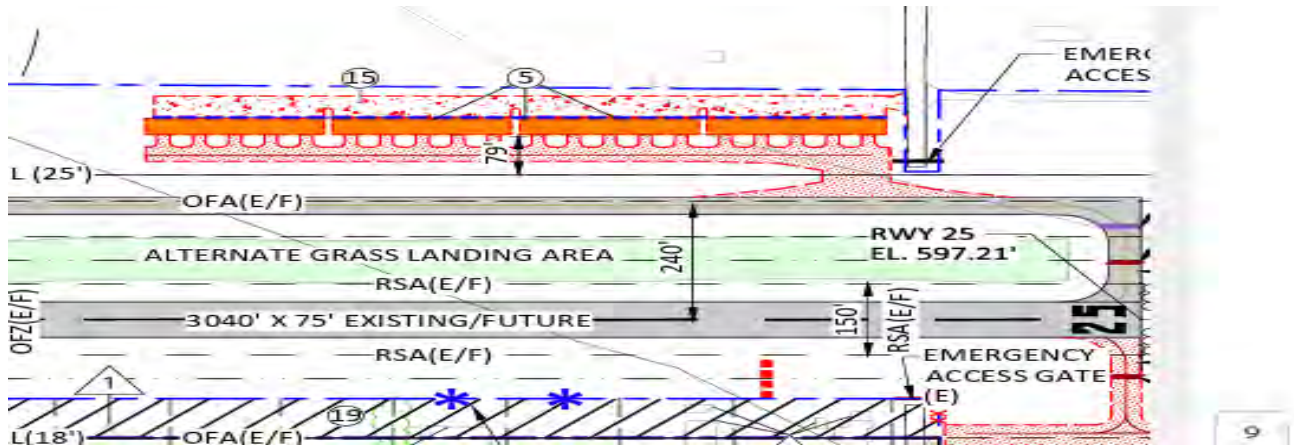 EMER
ACCES
15
5
79'
L (25')
OFA(E/F)
RWY 25
EL. 597.21'
ALTERNATE GRASS LANDING AREA
240'
RSA(E/F)
OFZ(E/F)
3040' X 75' EXISTING/FUTURE
150'
RSA(E/F)
25
RSA(E/F)
EMERGENCY
ACCESS GATE
(E)
1
19
L(18')
OFA(E/F)
9